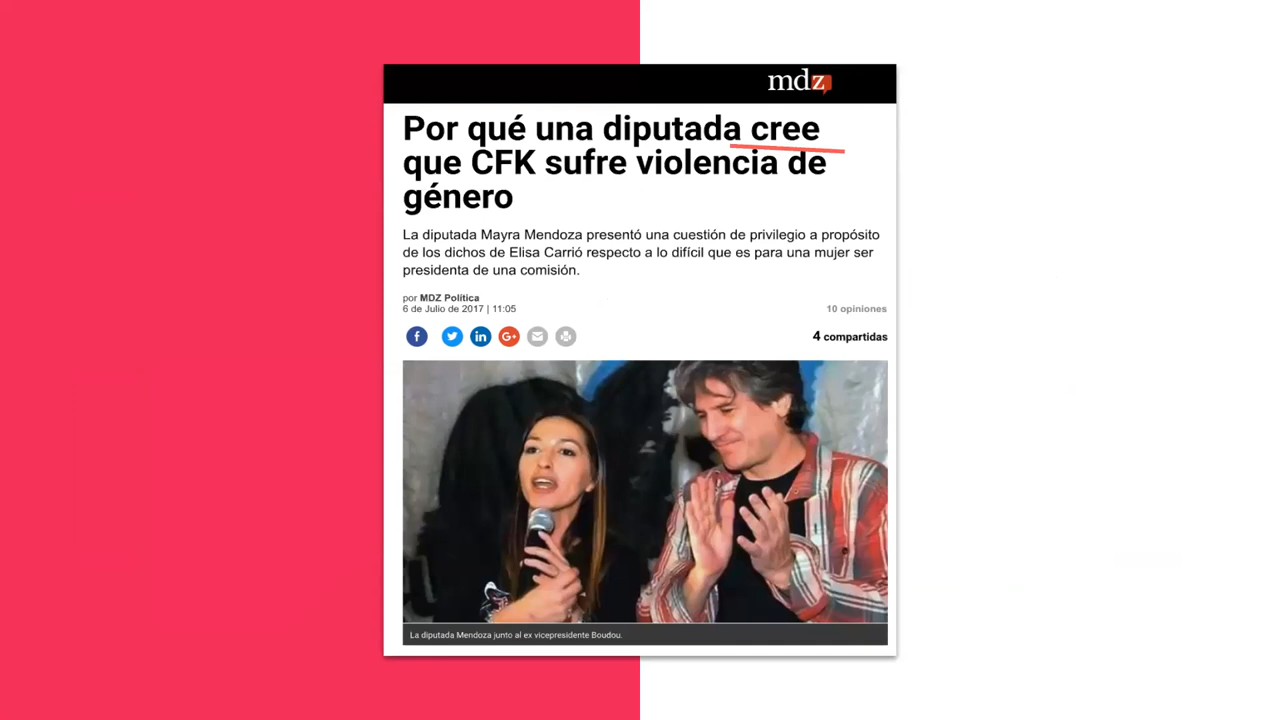 mdz
Por qué una diputada cree
que CFK sufre violencia de
género
La diputada Mayra Mendoza presentó una cuestión de privilegio a propósito
de los dichos de Elisa Carrió respecto a lo difícil que es para una mujer ser
presidenta de una comisión.
por MDZ Política
6 de Julio de 2017 | 11:05
10 opiniones
f
in
G+
4 compartidas
La diputada Mendoza junto al ex vicepresidente Boudou.